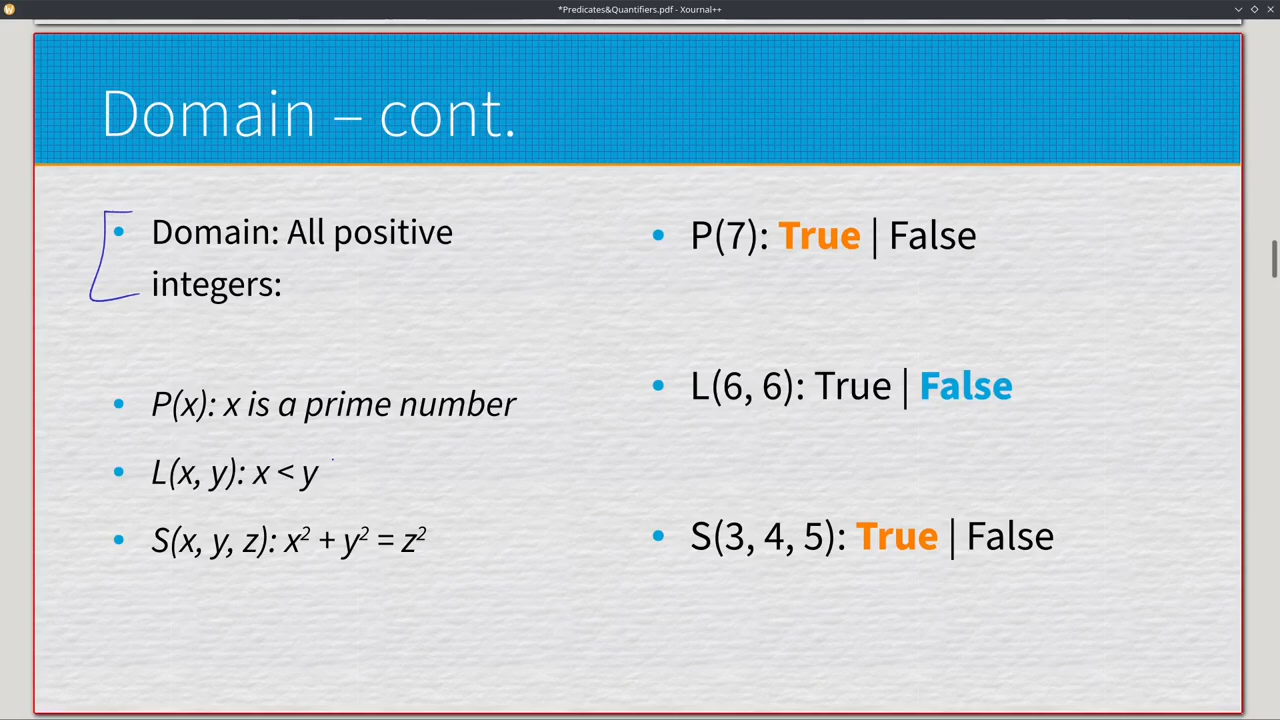 *Predicates&Quantifiers.pdf - Xournal++
Domain – cont.
• Domain: All positive
integers:
• P(x): x is a prime number
• L(x, y): x < y
• S(x, y, z): x² + y² = z²
• P(7): True | False
• L(6, 6): True | False
• S(3, 4, 5): True | False